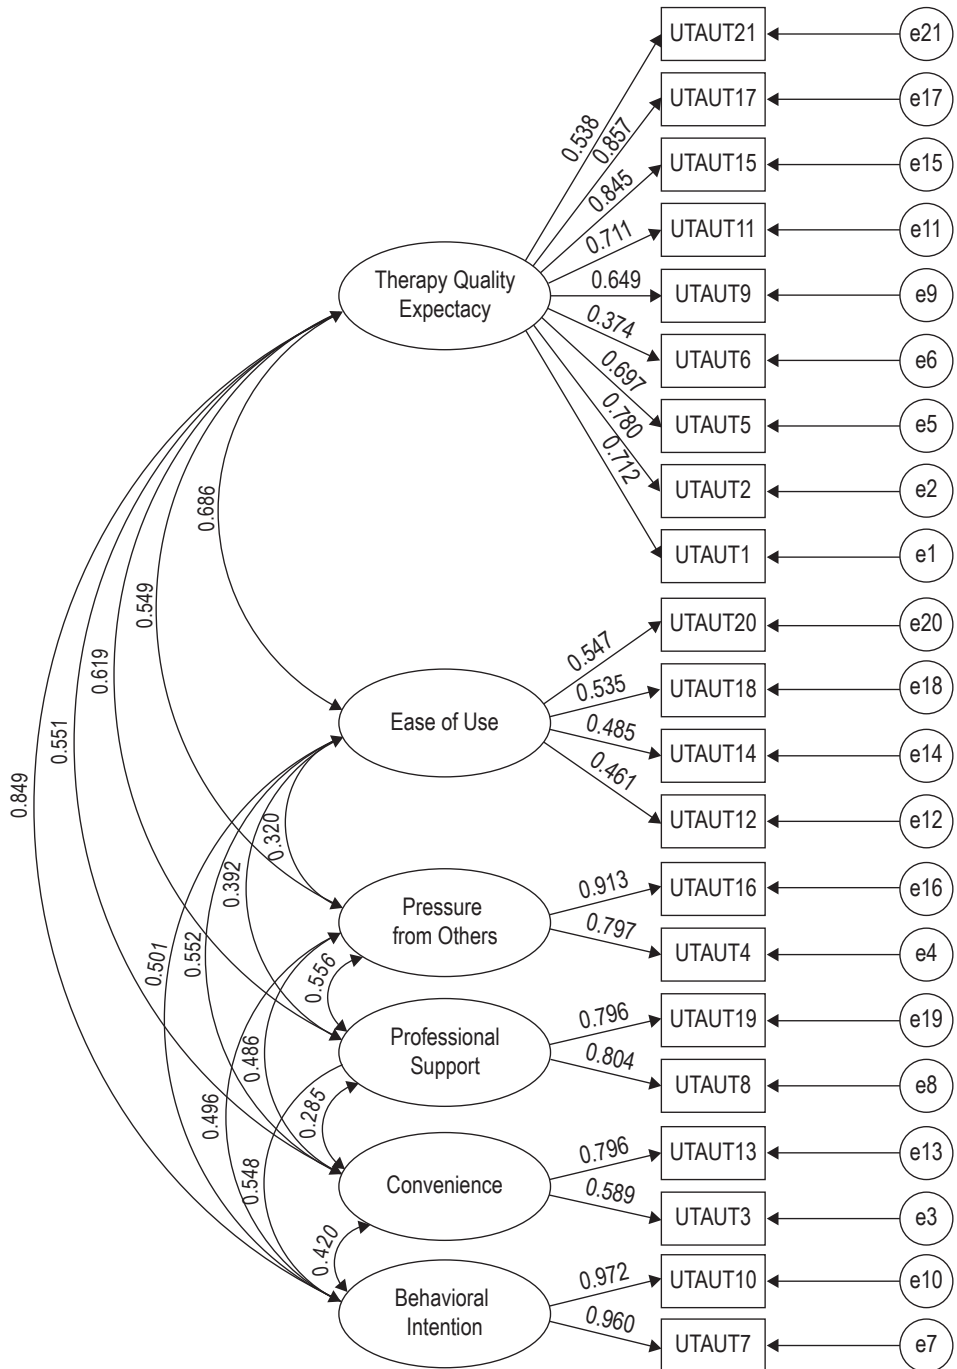 UTAUT21
e21
0.538
UTAUT17
e17
0.857
UTAUT15
e15
0.845
UTAUT11
e11
0.711
Therapy Quality
Expectacy
0.649
UTAUT9
e9
0.374
UTAUT6
e6
0.697
UTAUT5
e5
0.780
UTAUT2
e2
0.712
UTAUT1
e1
0.686
0.549
0.619
0.551
0.849
Ease of Use
0.547
UTAUT20
e20
0.535
UTAUT18
e18
0.485
UTAUT14
e14
0.461
UTAUT12
e12
0.320
0.392
0.552
0.501
Pressure
from Others
0.913
UTAUT16
e16
0.797
UTAUT4
e4
0.556
0.486
0.496
Professional
Support
0.796
UTAUT19
e19
0.804
UTAUT8
e8
0.285
0.548
Convenience
0.796
UTAUT13
e13
0.589
UTAUT3
e3
0.420
Behavioral
Intention
0.972
UTAUT10
e10
0.960
UTAUT7
e7